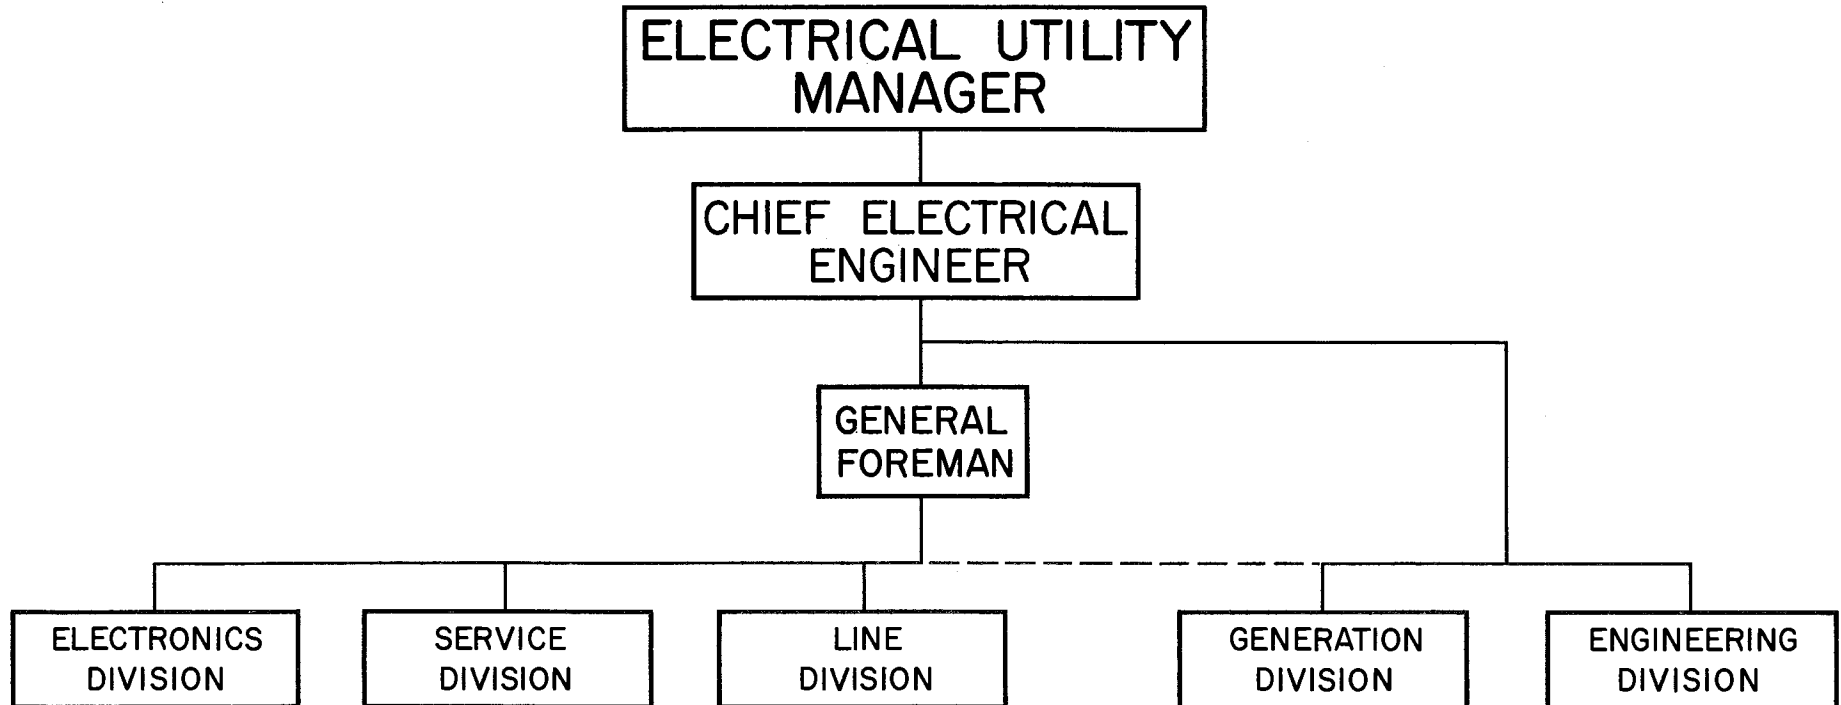 ELECTRICAL UTILITY
MANAGER
CHIEF ELECTRICAL
ENGINEER
GENERAL
FOREMAN
ELECTRONICS
DIVISION
SERVICE
DIVISION
LINE
DIVISION
GENERATION
DIVISION
ENGINEERING
DIVISION